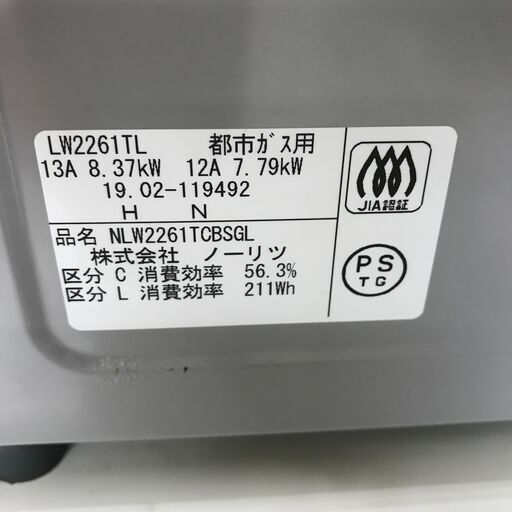 LW2261TL 都市ガス用
13A 8.37kW 12A 7.79kW
19.02-119492
H N
品名 NLW2261TCBSGL
株式会社 ノーリツ
区分 C 消費効率 56.3%
区分 L 消費効率 211Wh
JIA認証
PS
TG